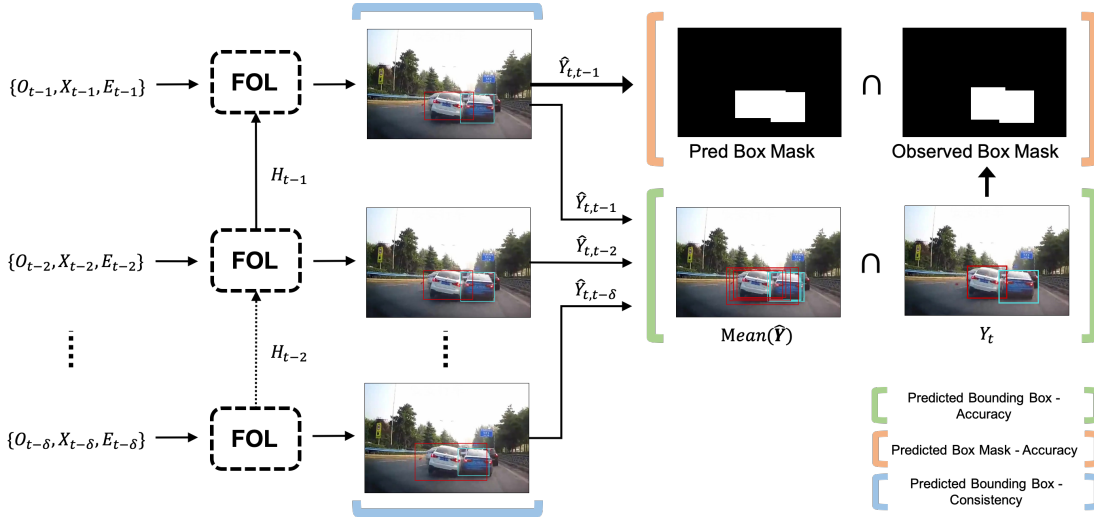 {O_{t−1}, X_{t−1}, E_{t−1}}
FOL
Ŷ_{t,t−1}
∩
Pred Box Mask
Observed Box Mask
H_{t−1}
Ŷ_{t,t−1}
{O_{t−2}, X_{t−2}, E_{t−2}}
FOL
Ŷ_{t,t−2}
∩
Ŷ_{t,t−δ}
Mean(Ŷ)
Y_t
H_{t−2}
{O_{t−δ}, X_{t−δ}, E_{t−δ}}
FOL
Predicted Bounding Box -
Accuracy
Predicted Box Mask - Accuracy
Predicted Bounding Box -
Consistency